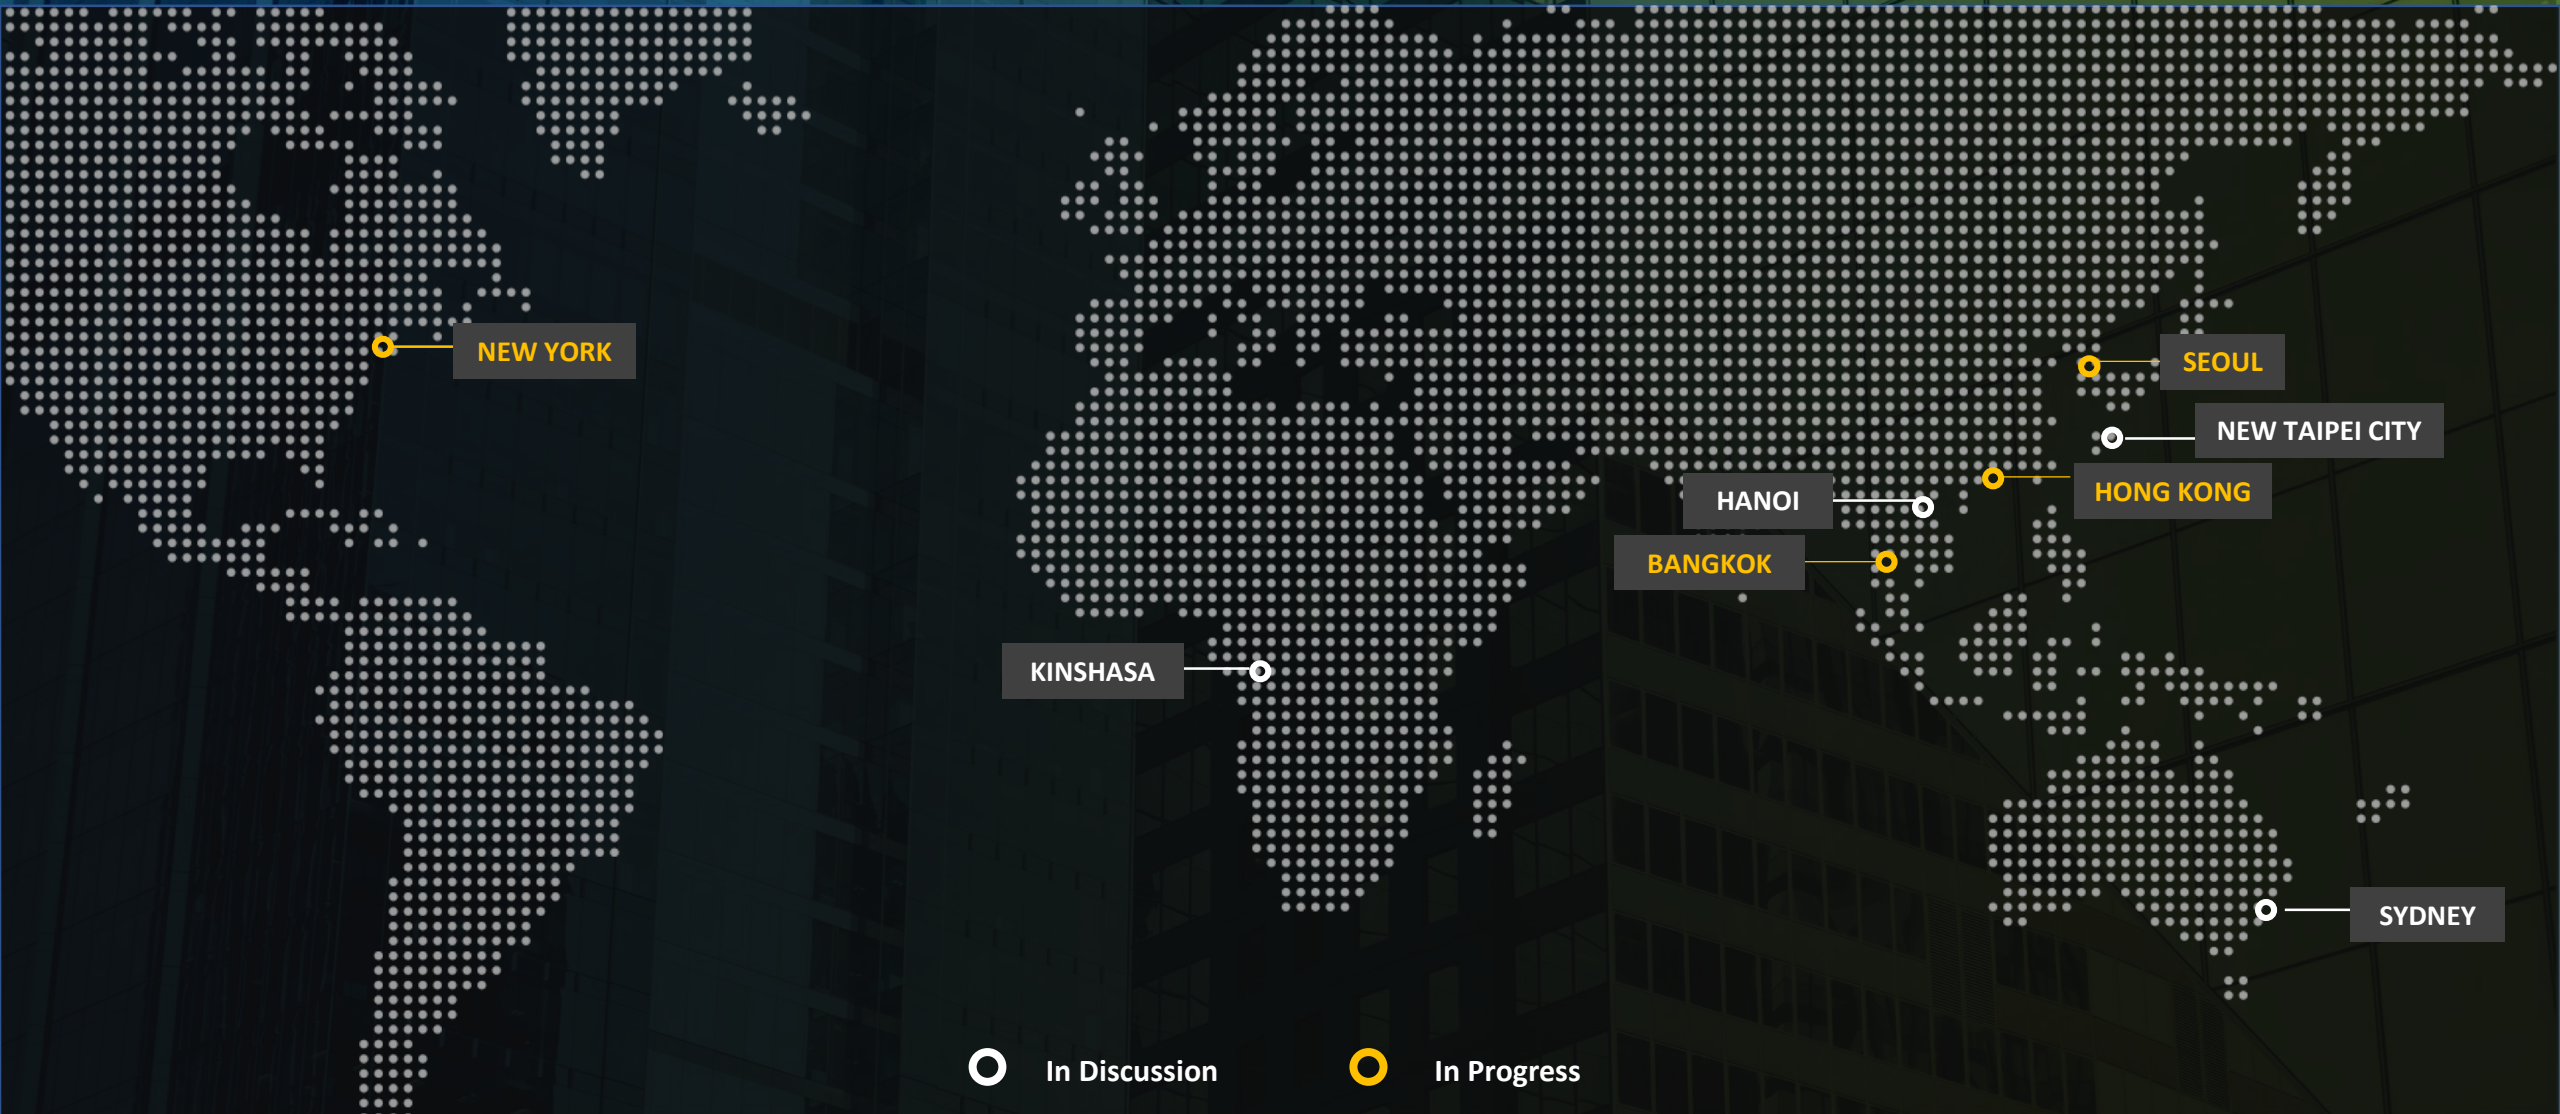 NEW YORK
SEOUL
NEW TAIPEI CITY
HONG KONG
HANOI
BANGKOK
KINSHASA
SYDNEY
In Discussion
In Progress